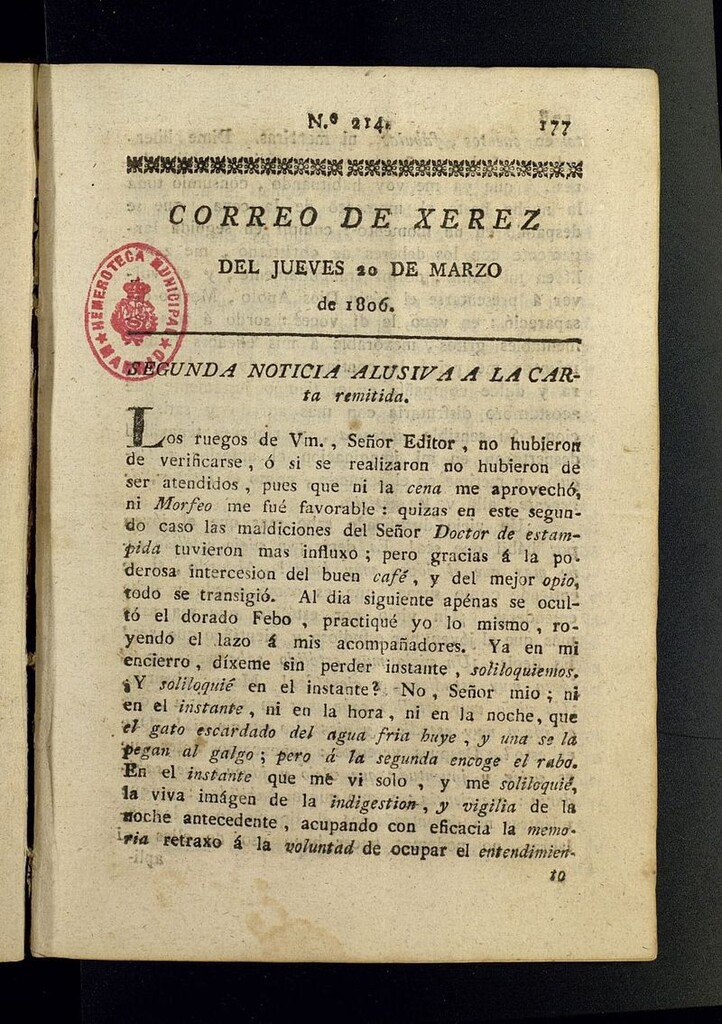 N.º 214.
177
CORREO DE XEREZ
DEL JUEVES 20 DE MARZO
de 1806.
HEMEROTECA MUNICIPAL
MADRID
SEGUNDA NOTICIA ALUSIVA A LA CAR-
ta remitida.
Los ruegos de Vm., Señor Editor, no hubieron
de verificarse, ó si se realizaron no hubieron de
ser atendidos, pues que ni la cena me aprovechó,
ni Morfeo me fué favorable: quizas en este segun-
do caso las maldiciones del Señor Doctor de estam-
pida tuvieron mas influxo; pero gracias á la po-
derosa intercesion del buen café, y del mejor opio,
todo se transigió. Al dia siguiente apénas se ocul-
tó el dorado Febo, practiqué yo lo mismo, ro-
yendo el lazo á mis acompañadores. Ya en mi
encierro, díxeme sin perder instante, soliloquiemos.
¿Y soliloquié en el instante? No, Señor mio; ni
en el instante, ni en la hora, ni en la noche, que
el gato escardado del agua fria huye, y una se la
pegan al galgo; pero á la segunda encoge el rabo.
En el instante que me vi solo, y me soliloquié,
la viva imágen de la indigestion, y vigilia de la
noche antecedente, acupando con eficacia la memo-
ria retraxo á la voluntad de ocupar el entendimien-
to